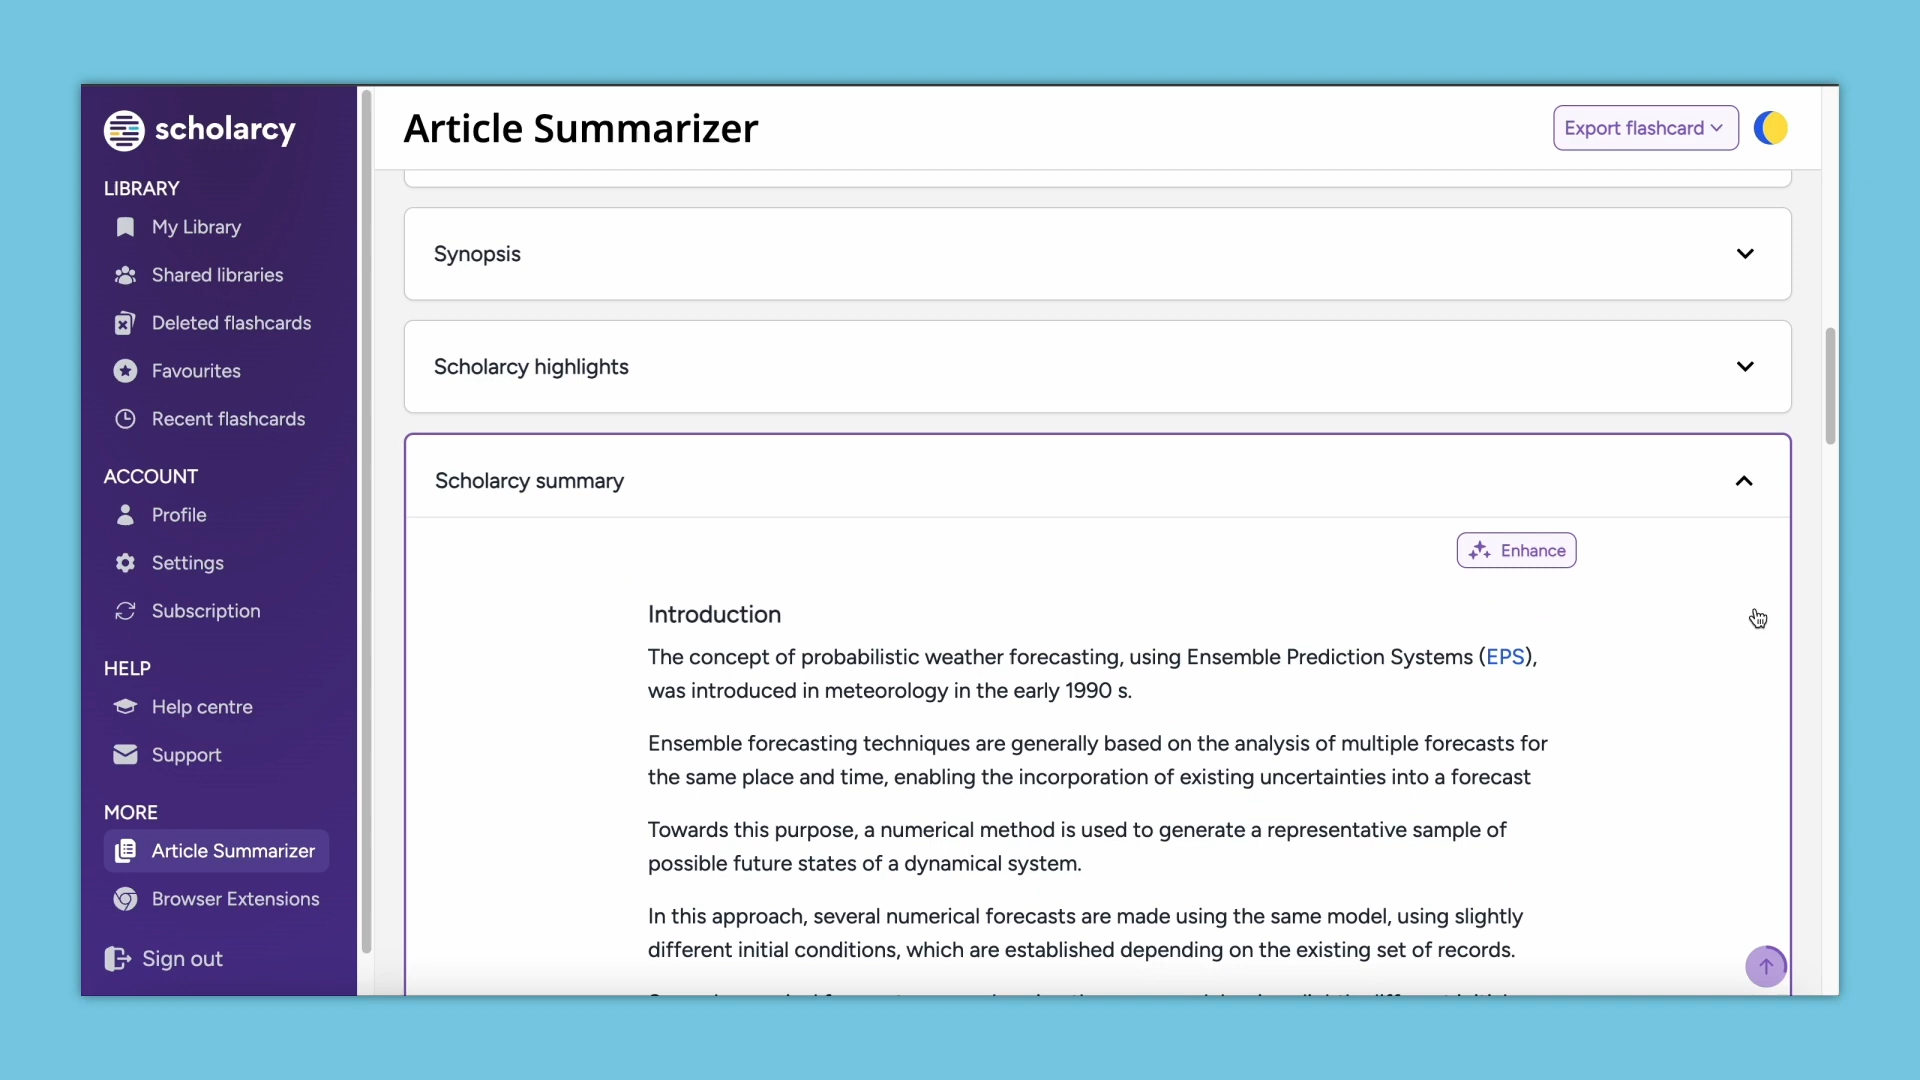 scholarcy
LIBRARY
My Library
Shared libraries
Deleted flashcards
Favourites
Recent flashcards
ACCOUNT
Profile
Settings
Subscription
HELP
Help centre
Support
MORE
Article Summarizer
Browser Extensions
Sign out
Article Summarizer
Export flashcard
Synopsis
Scholarcy highlights
Scholarcy summary
Enhance
Introduction
The concept of probabilistic weather forecasting, using Ensemble Prediction Systems (EPS),
was introduced in meteorology in the early 1990 s.
Ensemble forecasting techniques are generally based on the analysis of multiple forecasts for
the same place and time, enabling the incorporation of existing uncertainties into a forecast
Towards this purpose, a numerical method is used to generate a representative sample of
possible future states of a dynamical system.
In this approach, several numerical forecasts are made using the same model, using slightly
different initial conditions, which are established depending on the existing set of records.